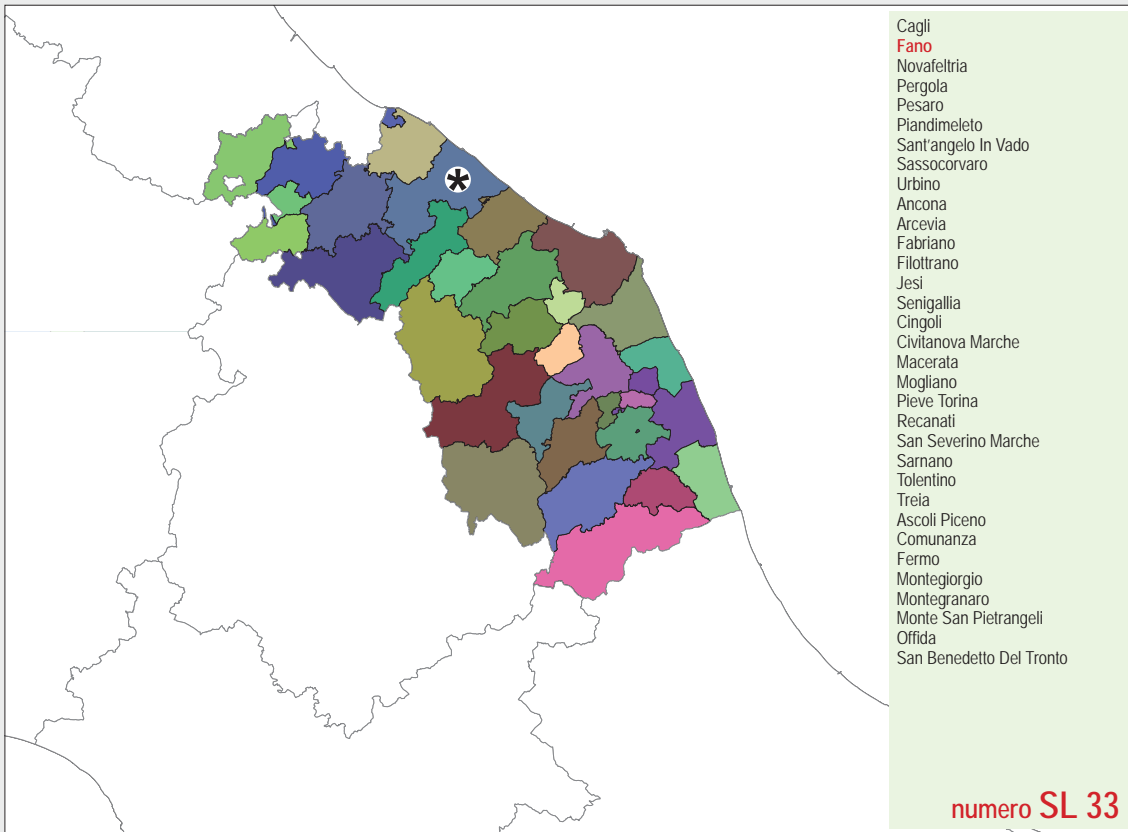 Cagli
Fano
Novafeltria
Pergola
Pesaro
Piandimeleto
Sant'angelo In Vado
Sassocorvaro
Urbino
Ancona
Arcevia
Fabriano
Filottrano
Jesi
Senigallia
Cingoli
Civitanova Marche
Macerata
Mogliano
Pieve Torina
Recanati
San Severino Marche
Sarnano
Tolentino
Treia
Ascoli Piceno
Comunanza
Fermo
Montegiorgio
Montegranaro
Monte San Pietrangeli
Offida
San Benedetto Del Tronto
numero SL 33